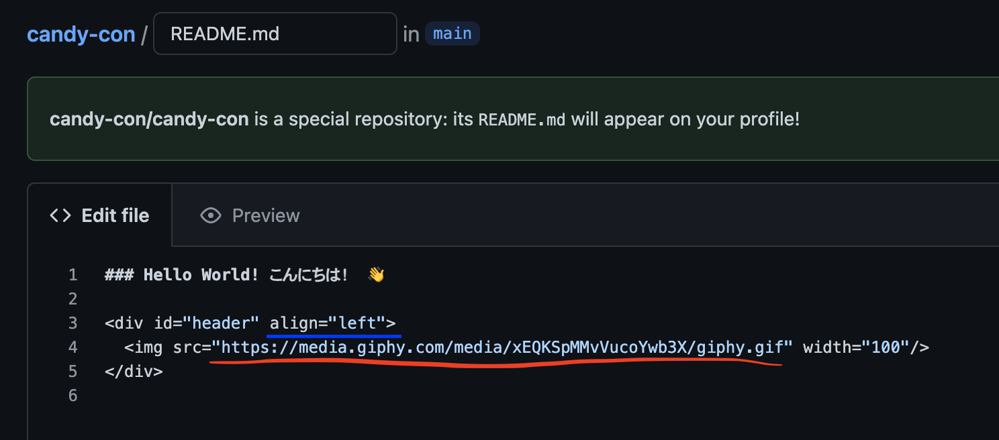 candy-con / README.md in main
candy-con/candy-con is a special repository: its README.md will appear on your profile!
<> Edit file Preview
1 ### Hello World! こんにちは! 👋
2
3 <div id="header" align="left">
4 <img src="https://media.giphy.com/media/xEQKSpMMvVucoYwb3X/giphy.gif" width="100"/>
5 </div>
6